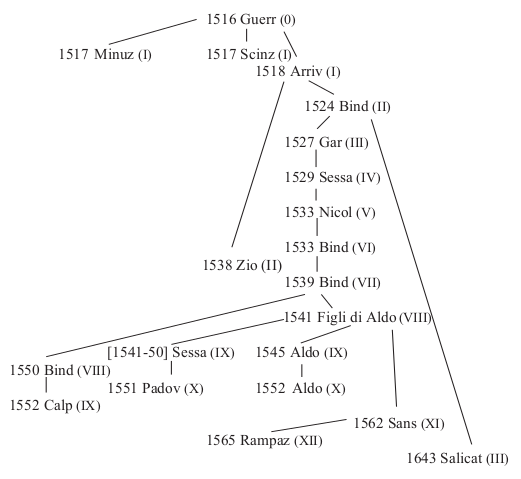 1516 Guerr (0)
1517 Minuz (I)
1517 Scinz (I)
1518 Arriv (I)
1524 Bind (II)
1527 Gar (III)
1529 Sessa (IV)
1533 Nicol (V)
1533 Bind (VI)
1538 Zio (II)
1539 Bind (VII)
1541 Figli di Aldo (VIII)
[1541-50] Sessa (IX)
1545 Aldo (IX)
1550 Bind (VIII)
1551 Padov (X)
1552 Aldo (X)
1552 Calp (IX)
1562 Sans (XI)
1565 Rampaz (XII)
1643 Salicat (III)